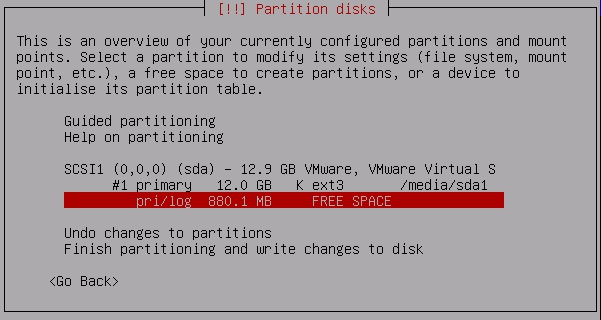 [!!] Partition disks
This is an overview of your currently configured partitions and mount
points. Select a partition to modify its settings (file system, mount
point, etc.), a free space to create partitions, or a device to
initialise its partition table.
Guided partitioning
Help on partitioning
SCSI1 (0,0,0) (sda) - 12.9 GB VMware, VMware Virtual S
#1 primary 12.0 GB K ext3 /media/sda1
pri/log 880.1 MB FREE SPACE
Undo changes to partitions
Finish partitioning and write changes to disk
<Go Back>